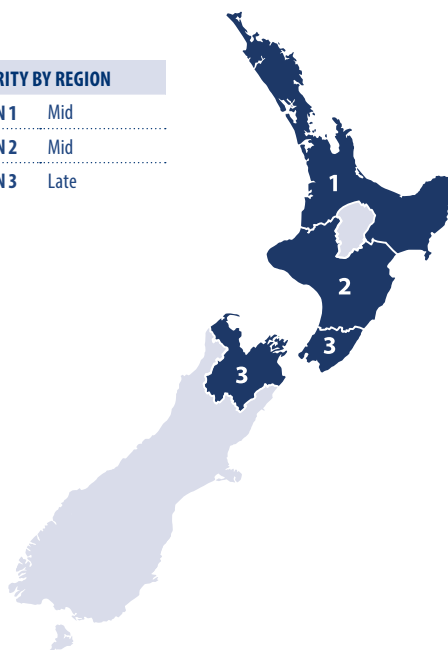 RITY BY REGION
N 1 Mid
N 2 Mid
N 3 Late
1
2
3
3